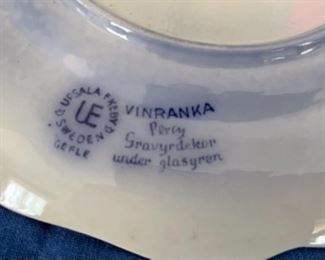 UPSALA EKEBY
UE
SWEDEN
GEFLE
VINRANKA
Percy
Gravyrdekor
under glasyren